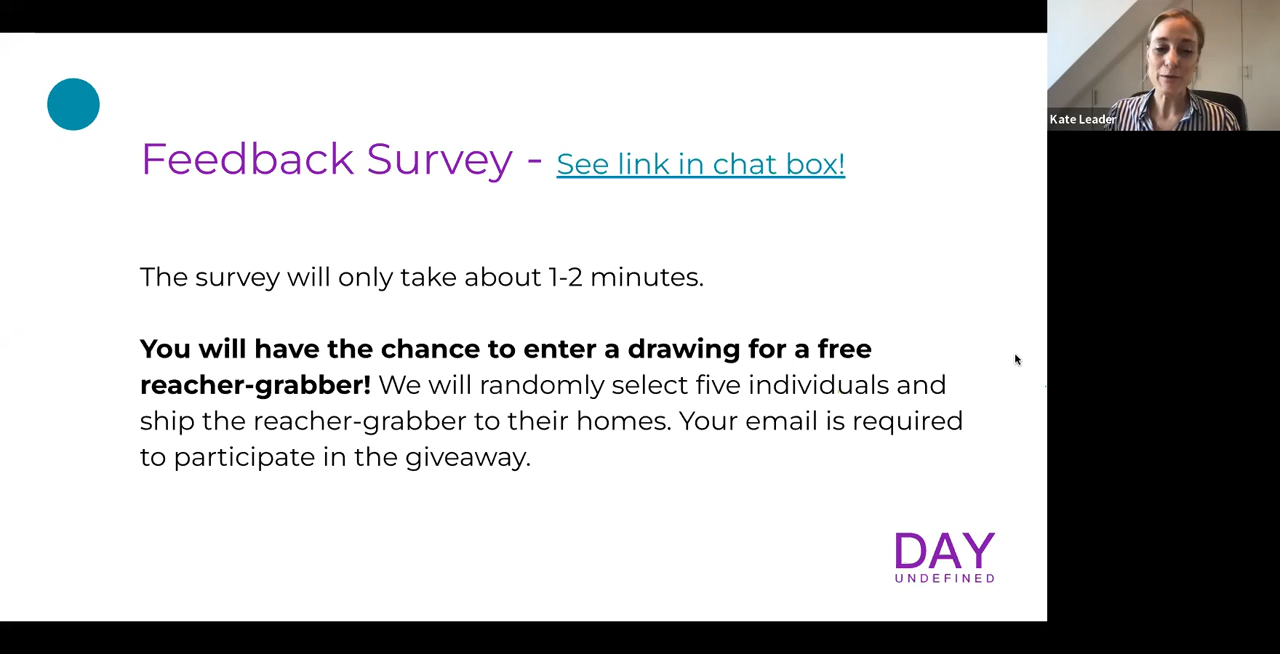 Feedback Survey - See link in chat box!
The survey will only take about 1-2 minutes.
You will have the chance to enter a drawing for a free
reacher-grabber! We will randomly select five individuals and
ship the reacher-grabber to their homes. Your email is required
to participate in the giveaway.
DAY
UNDEFINED
Kate Leader